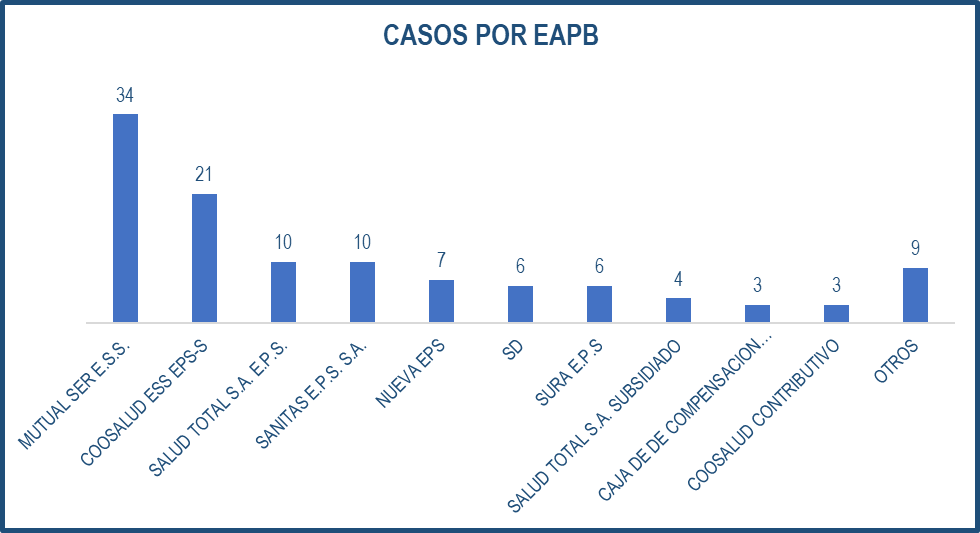 CASOS POR EAPB
34
21
10
10
7
6
6
4
3
3
9
MUTUAL SER E.S.S.
COOSALUD ESS EPS-S
SALUD TOTAL S.A. E.P.S.
SANITAS E.P.S. S.A.
NUEVA EPS
SD
SURA E.P.S
SALUD TOTAL S.A. SUBSIDIADO
CAJA DE DE COMPENSACION...
COOSALUD CONTRIBUTIVO
OTROS